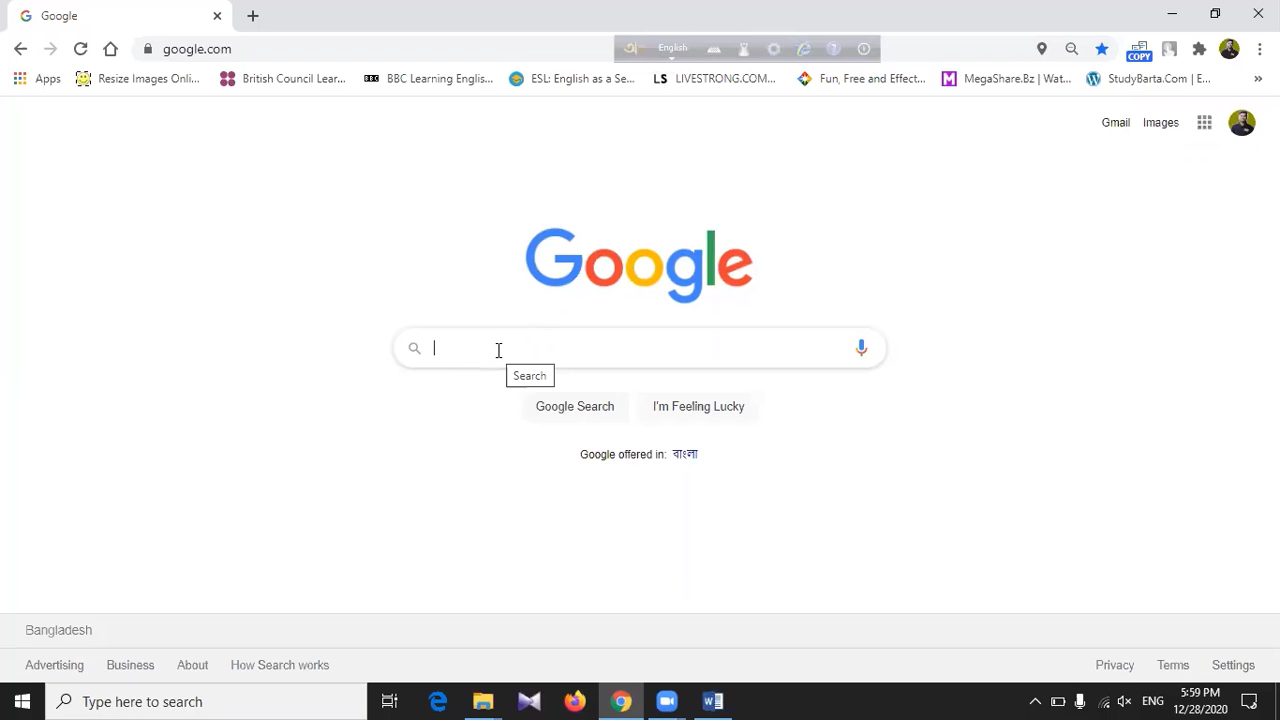 Google
google.com
English
COPY
Apps
Resize Images Onli...
British Council Lear...
BBC
BBC Learning Englis...
ESL: English as a Se...
LS
LIVESTRONG.COM...
Fun, Free and Effect...
MegaShare.Bz | Wat...
StudyBarta.Com | E...
Gmail
Images
Google
Search
Google Search
I'm Feeling Lucky
Google offered in: বাংলা
Bangladesh
Advertising
Business
About
How Search works
Privacy
Terms
Settings
Type here to search
ENG
5:59 PM
12/28/2020